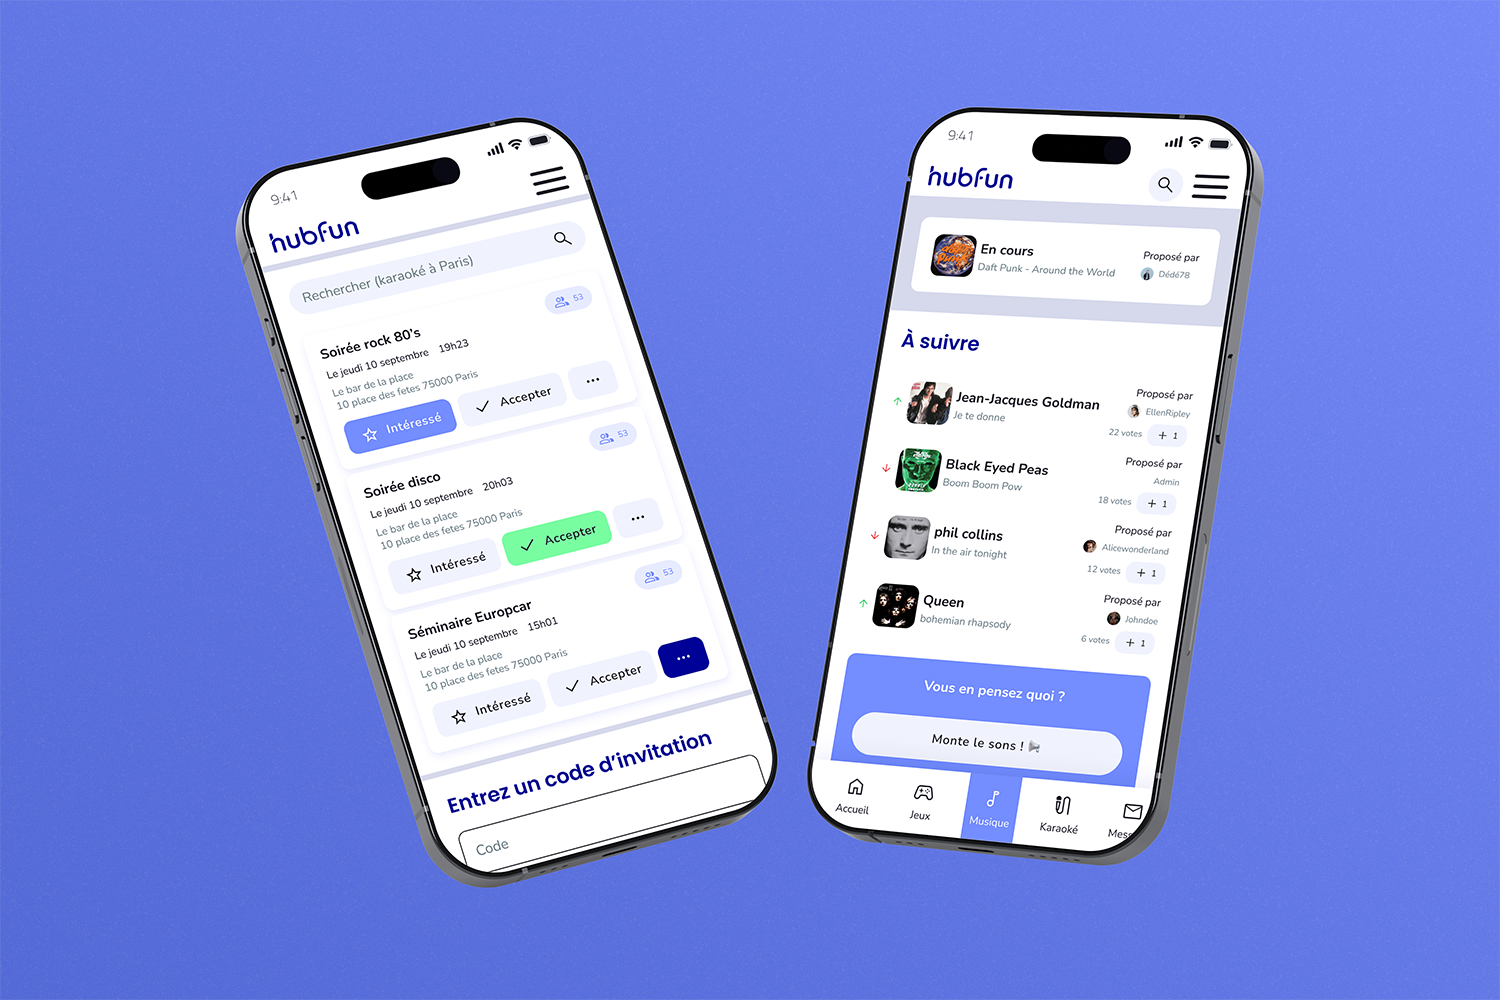 9:41
hubfun
Rechercher (karaoké à Paris)
53
Soirée rock 80's
Le jeudi 10 septembre 19h23
Le bar de la place
10 place des fetes 75000 Paris
Intéressé
Accepter
53
Soirée disco
Le jeudi 10 septembre 20h03
Le bar de la place
10 place des fetes 75000 Paris
Intéressé
Accepter
53
Séminaire Europcar
Le jeudi 10 septembre 15h01
Le bar de la place
10 place des fetes 75000 Paris
Intéressé
Accepter
Entrez un code d'invitation
Code
9:41
hubfun
En cours
Daft Punk - Around the World
Proposé par
Dédé78
À suivre
Jean-Jacques Goldman
Je te donne
Proposé par
EllenRipley
22 votes
+ 1
Black Eyed Peas
Boom Boom Pow
Proposé par
Admin
18 votes
+ 1
phil collins
In the air tonight
Proposé par
Alicewonderland
12 votes
+ 1
Queen
bohemian rhapsody
Proposé par
Johndoe
6 votes
+ 1
Vous en pensez quoi ?
Monte le sons !
Accueil
Jeux
Musique
Karaoké
Mess